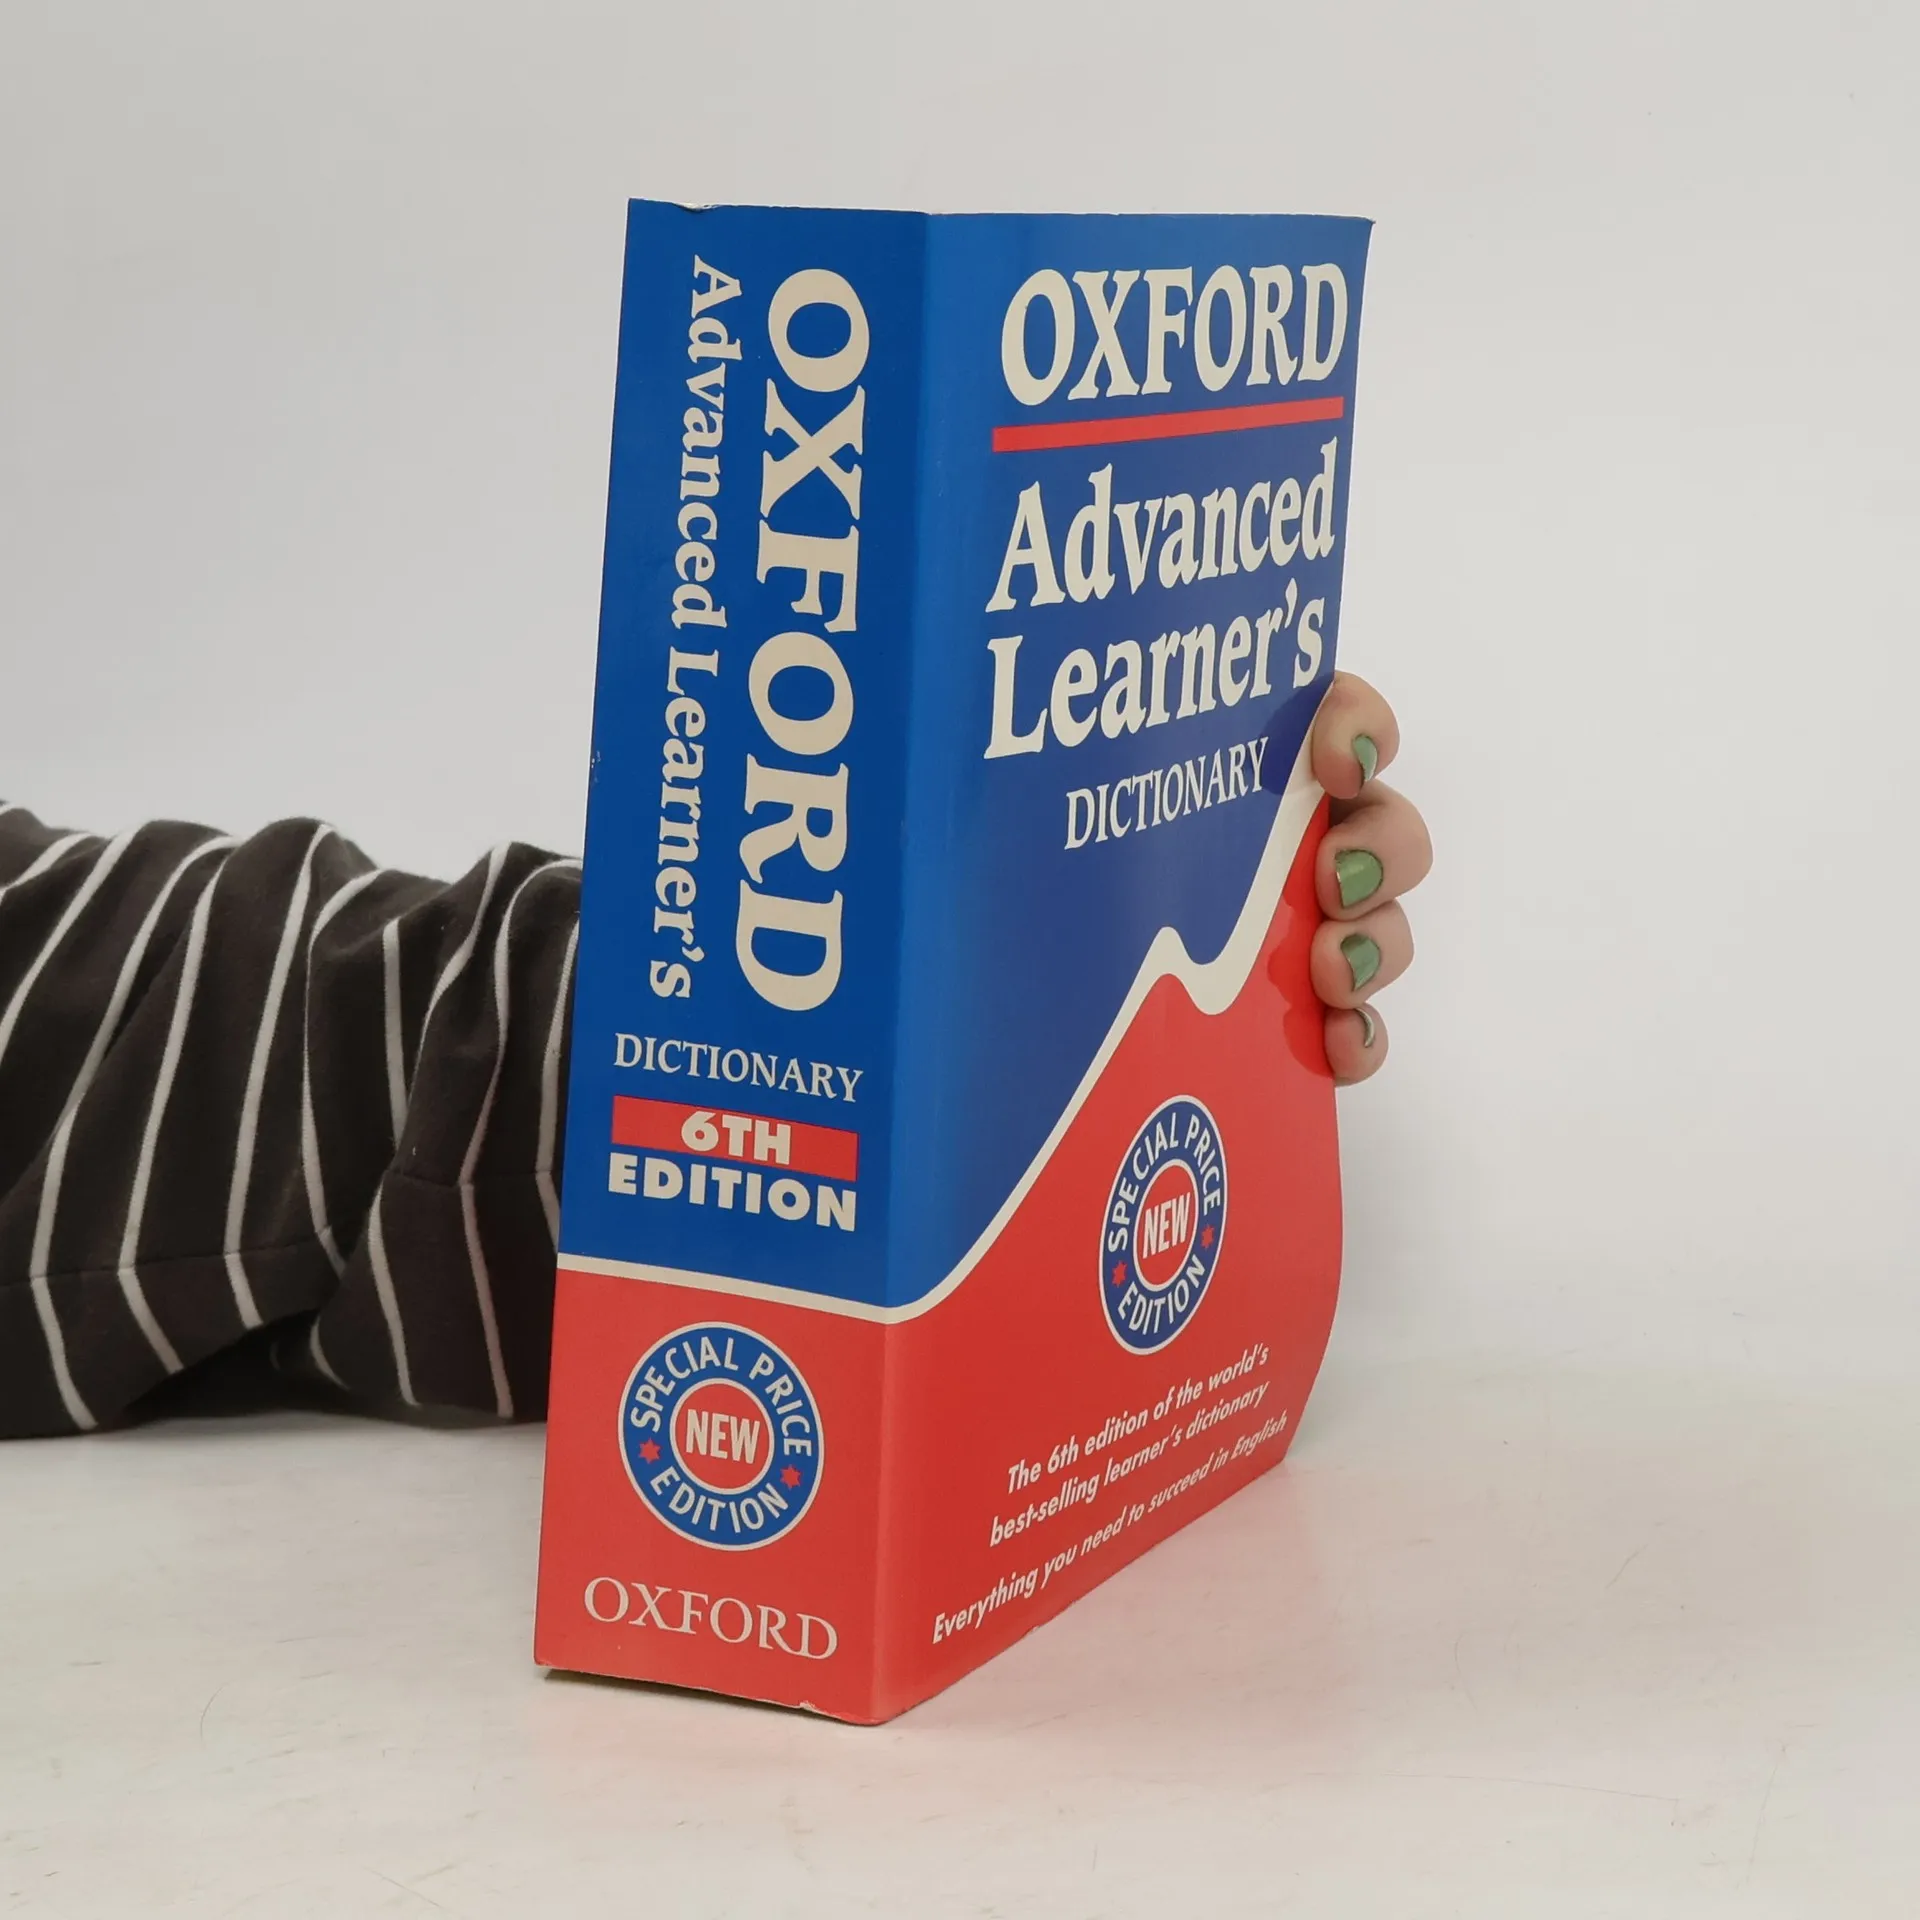 OXFORD
Advanced Learner's
DICTIONARY
6TH
EDITION
SPECIAL PRICE
NEW
EDITION
OXFORD
OXFORD
Advanced
Learner's
DICTIONARY
SPECIAL PRICE
NEW
EDITION
The 6th edition of the world's
best-selling learner's dictionary
Everything you need to succeed in English